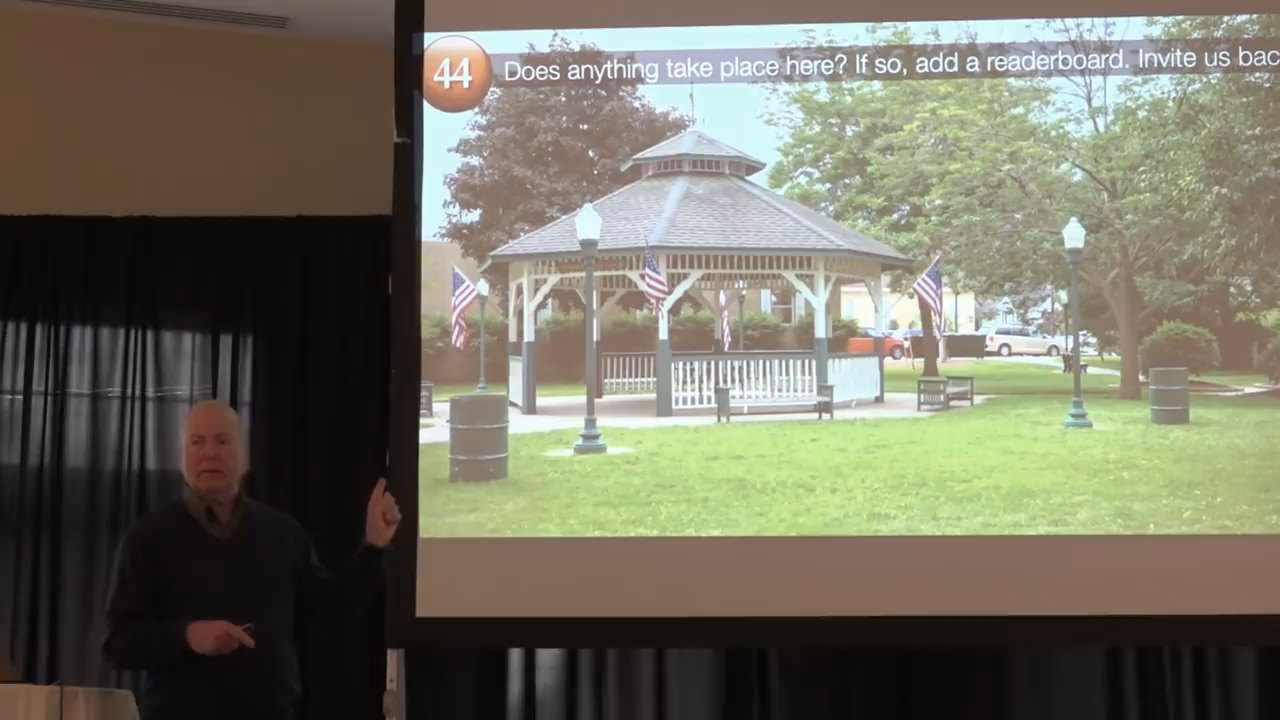 44
Does anything take place here? If so, add a readerboard. Invite us bac